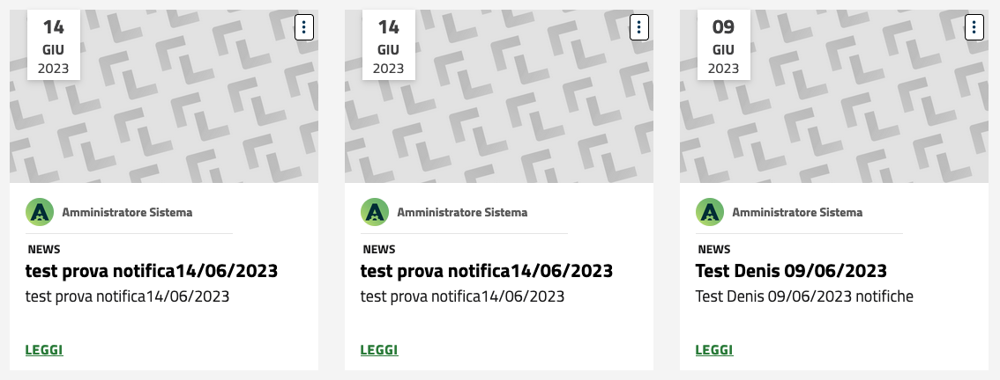 14
GIU
2023
Amministratore Sistema
NEWS
test prova notifica14/06/2023
test prova notifica14/06/2023
LEGGI
14
GIU
2023
Amministratore Sistema
NEWS
test prova notifica14/06/2023
test prova notifica14/06/2023
LEGGI
09
GIU
2023
Amministratore Sistema
NEWS
Test Denis 09/06/2023
Test Denis 09/06/2023 notifiche
LEGGI